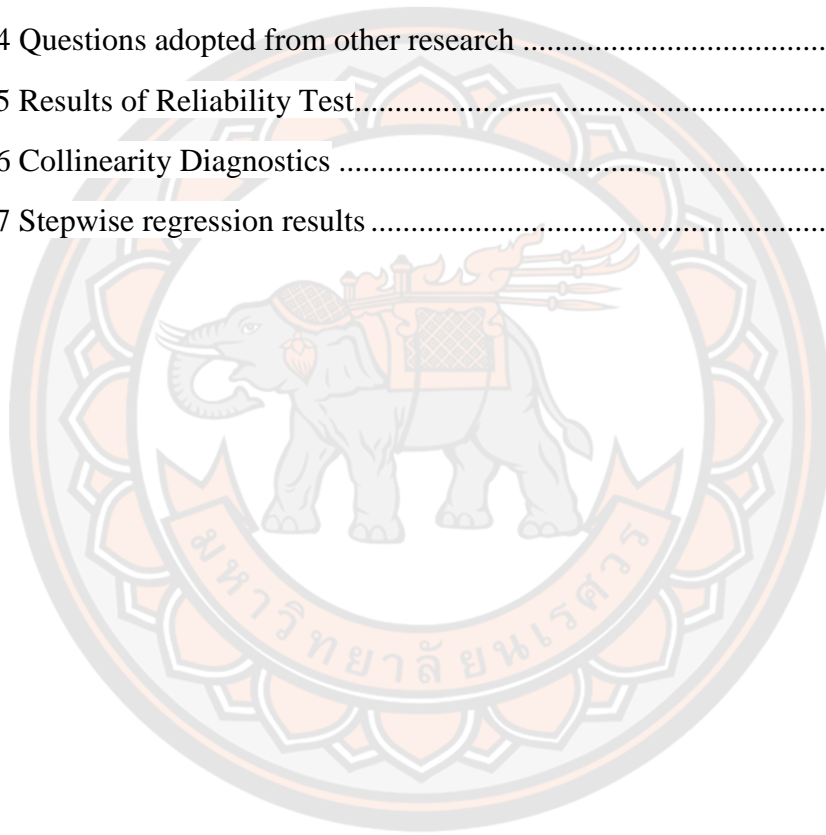 4 Questions adopted from other research ..............................
5 Results of Reliability Test..............................
6 Collinearity Diagnostics ..............................
7 Stepwise regression results ..............................
มหาวิทยาลัยนเรศวร